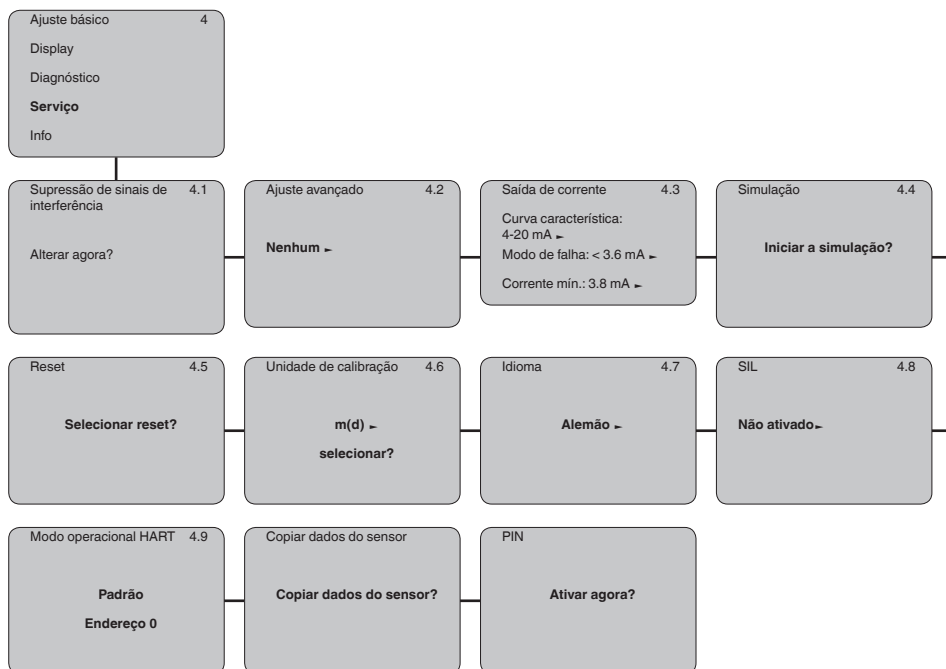 Ajuste básico 4
Display
Diagnóstico
Serviço
Info
Supressão de sinais de 4.1
interferência
Alterar agora?
Ajuste avançado 4.2
Nenhum ►
Saída de corrente 4.3
Curva característica:
4-20 mA ►
Modo de falha: < 3.6 mA ►
Corrente mín.: 3.8 mA ►
Simulação 4.4
Iniciar a simulação?
Reset 4.5
Selecionar reset?
Unidade de calibração 4.6
m(d) ►
selecionar?
Idioma 4.7
Alemão ►
SIL 4.8
Não ativado►
Modo operacional HART 4.9
Padrão
Endereço 0
Copiar dados do sensor
Copiar dados do sensor?
PIN
Ativar agora?